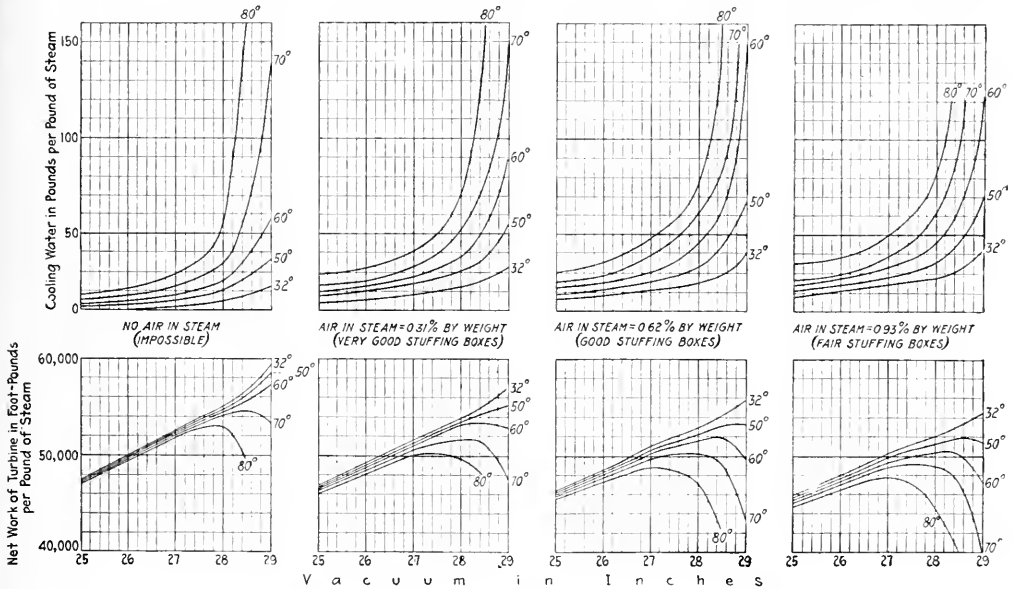 Cooling Water in Pounds per Pound of Steam
150
100
50
0
80°
70°
60°
50°
32°
80°
70°
60°
50°
32°
80°
70°
60°
50°
32°
80°
70°
60°
50°
32°
NO AIR IN STEAM
(IMPOSSIBLE)
AIR IN STEAM=0.31% BY WEIGHT
(VERY GOOD STUFFING BOXES)
AIR IN STEAM=0.62% BY WEIGHT
(GOOD STUFFING BOXES)
AIR IN STEAM=0.93% BY WEIGHT
(FAIR STUFFING BOXES)
Net Work of Turbine in Foot-Pounds
per Pound of Steam
60,000
50,000
40,000
32°
50°
60°
70°
80°
32°
50°
60°
70°
80°
32°
50°
60°
70°
80°
32°
50°
60°
70°
80°
25 26 27 28 29
25 26 27 28 29
25 26 27 28 29
25 26 27 28 29
Vacuum in Inches